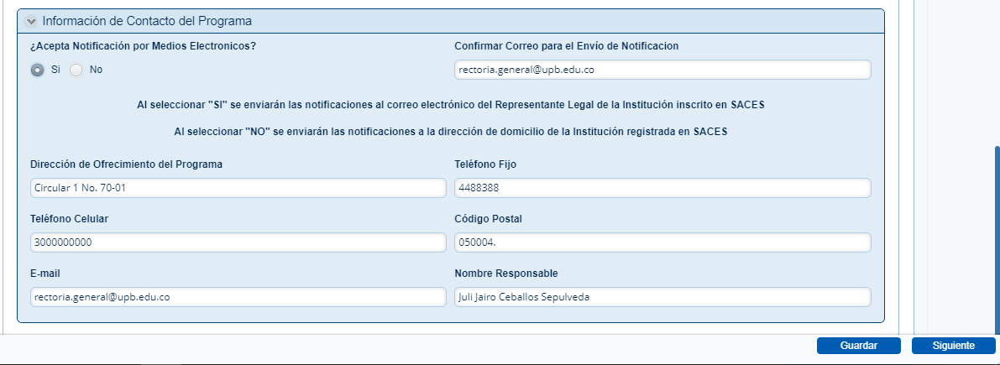 Información de Contacto del Programa
¿Acepta Notificación por Medios Electronicos?
Confirmar Correo para el Envío de Notificacion
Si No
rectoria.general@upb.edu.co
Al seleccionar "SI" se enviarán las notificaciones al correo electrónico del Representante Legal de la Institución inscrito en SACES
Al seleccionar "NO" se enviarán las notificaciones a la dirección de domicilio de la Institución registrada en SACES
Dirección de Ofrecimiento del Programa
Teléfono Fijo
Circular 1 No. 70-01
4488388
Teléfono Celular
Código Postal
3000000000
050004.
E-mail
Nombre Responsable
rectoria.general@upb.edu.co
Juli Jairo Ceballos Sepulveda
Guardar
Siguiente